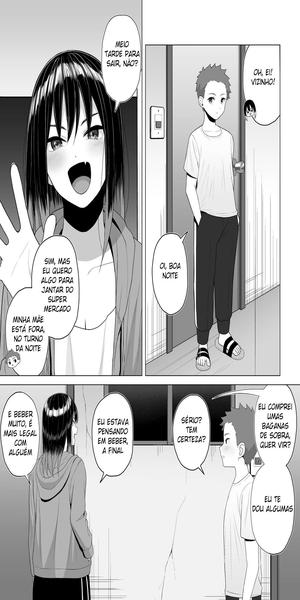 OH, EI!
VIZINHO!
OI, BOA
NOITE
MEIO
TARDE PARA
SAIR, NÃO?
SIM, MAS
EU QUERO
ALGO PARA
JANTAR DO
SUPER
MERCADO
MINHA MÃE
ESTÁ FORA,
NO TURNO
DA NOITE
EU COMPREI
UMAS
BAGANAS
DE SOBRA,
QUER VIR?
EU TE
DOU ALGUMAS
SÉRIO?
TEM
CERTEZA?
EU ESTAVA
PENSANDO
EM BEBER,
A FINAL
E BEBER
MUITO, É
MAIS LEGAL
COM
ALGUÉM